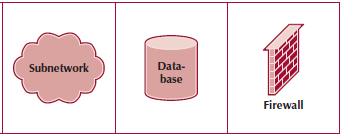 Subnetwork
Data-
base
Firewall